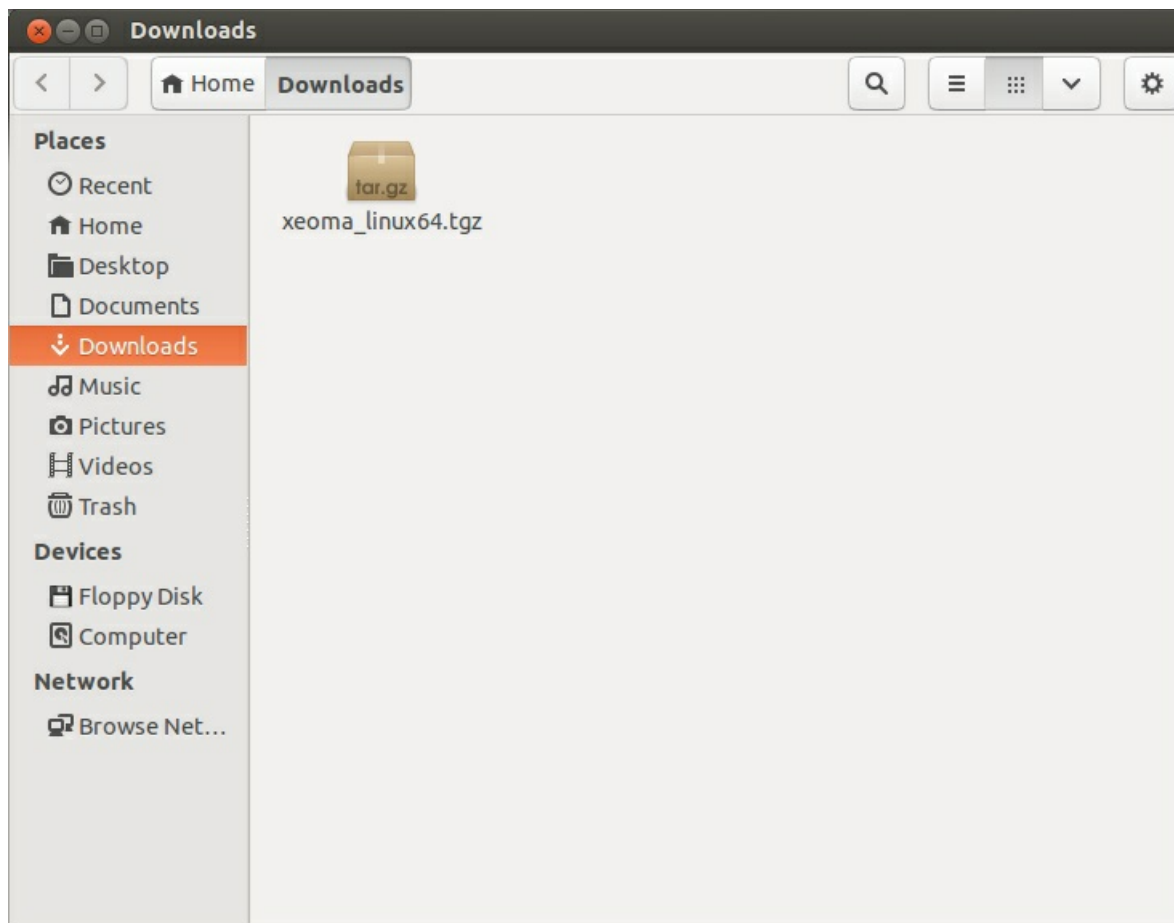 Downloads
Home Downloads
Places
Recent
Home
Desktop
Documents
Downloads
Music
Pictures
Videos
Trash
Devices
Floppy Disk
Computer
Network
Browse Net...
tar.gz
xeoma_linux64.tgz